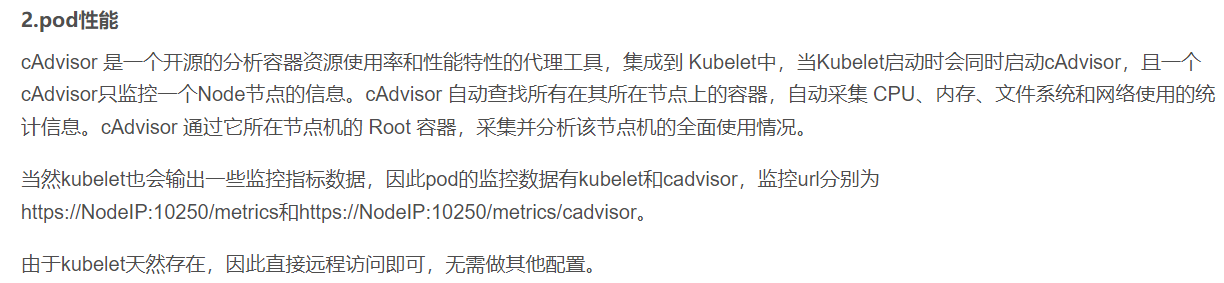 2.pod性能
cAdvisor 是一个开源的分析容器资源使用率和性能特性的代理工具，集成到 Kubelet中，当Kubelet启动时会同时启动cAdvisor，且一个
cAdvisor只监控一个Node节点的信息。cAdvisor 自动查找所有在其所在节点上的容器，自动采集 CPU、内存、文件系统和网络使用的统
计信息。cAdvisor 通过它所在节点机的 Root 容器，采集并分析该节点机的全面使用情况。
当然kubelet也会输出一些监控指标数据，因此pod的监控数据有kubelet和cadvisor，监控url分别为
https://NodeIP:10250/metrics和https://NodeIP:10250/metrics/cadvisor。
由于kubelet天然存在，因此直接远程访问即可，无需做其他配置。